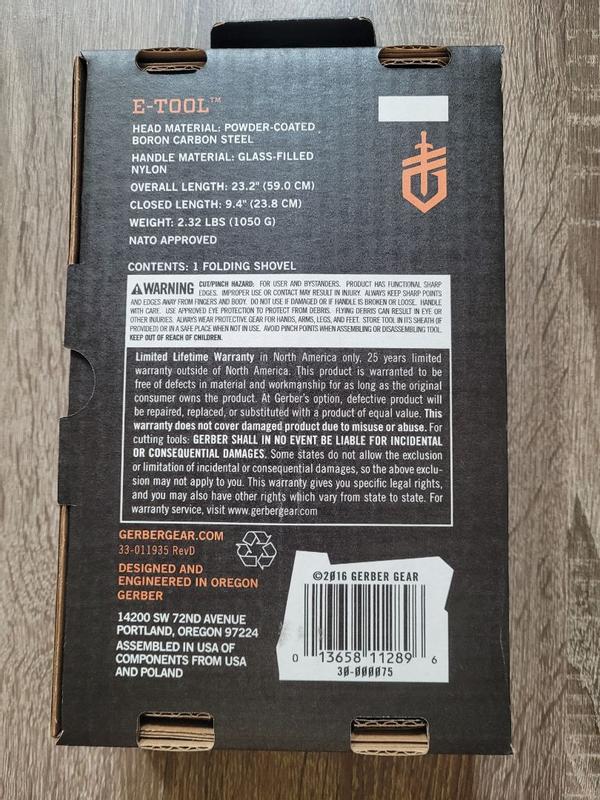 E-TOOL™
HEAD MATERIAL: POWDER-COATED
BORON CARBON STEEL
HANDLE MATERIAL: GLASS-FILLED
NYLON
OVERALL LENGTH: 23.2" (59.0 CM)
CLOSED LENGTH: 9.4" (23.8 CM)
WEIGHT: 2.32 LBS (1050 G)
NATO APPROVED
CONTENTS: 1 FOLDING SHOVEL
WARNING CUT/PINCH HAZARD: FOR USER AND BYSTANDERS. PRODUCT HAS FUNCTIONAL SHARP
EDGES. IMPROPER USE OR CONTACT MAY RESULT IN INJURY. ALWAYS KEEP SHARP POINTS
AND EDGES AWAY FROM FINGERS AND BODY. DO NOT USE IF DAMAGED OR IF HANDLE IS BROKEN OR LOOSE. HANDLE
WITH CARE. USE APPROVED EYE PROTECTION TO PROTECT FROM DEBRIS. FLYING DEBRIS CAN RESULT IN EYE OR
OTHER INJURIES. ALWAYS WEAR PROTECTIVE GEAR FOR HANDS, ARMS, LEGS, AND FEET. STORE TOOL IN ITS SHEATH (IF
PROVIDED) OR IN A SAFE PLACE WHEN NOT IN USE. AVOID PINCH POINTS WHEN ASSEMBLING OR DISASSEMBLING TOOL.
KEEP OUT OF REACH OF CHILDREN.
Limited Lifetime Warranty in North America only, 25 years limited
warranty outside of North America. This product is warranted to be
free of defects in material and workmanship for as long as the original
consumer owns the product. At Gerber's option, defective product will
be repaired, replaced, or substituted with a product of equal value. This
warranty does not cover damaged product due to misuse or abuse. For
cutting tools: GERBER SHALL IN NO EVENT BE LIABLE FOR INCIDENTAL
OR CONSEQUENTIAL DAMAGES. Some states do not allow the exclusion
or limitation of incidental or consequential damages, so the above exclu-
sion may not apply to you. This warranty gives you specific legal rights,
and you may also have other rights which vary from state to state. For
warranty service, visit www.gerbergear.com
GERBERGEAR.COM
33-011935 RevD
DESIGNED AND
ENGINEERED IN OREGON
GERBER
14200 SW 72ND AVENUE
PORTLAND, OREGON 97224
ASSEMBLED IN USA OF
COMPONENTS FROM USA
AND POLAND
©2016 GERBER GEAR
0 13658 11289 6
30-000075